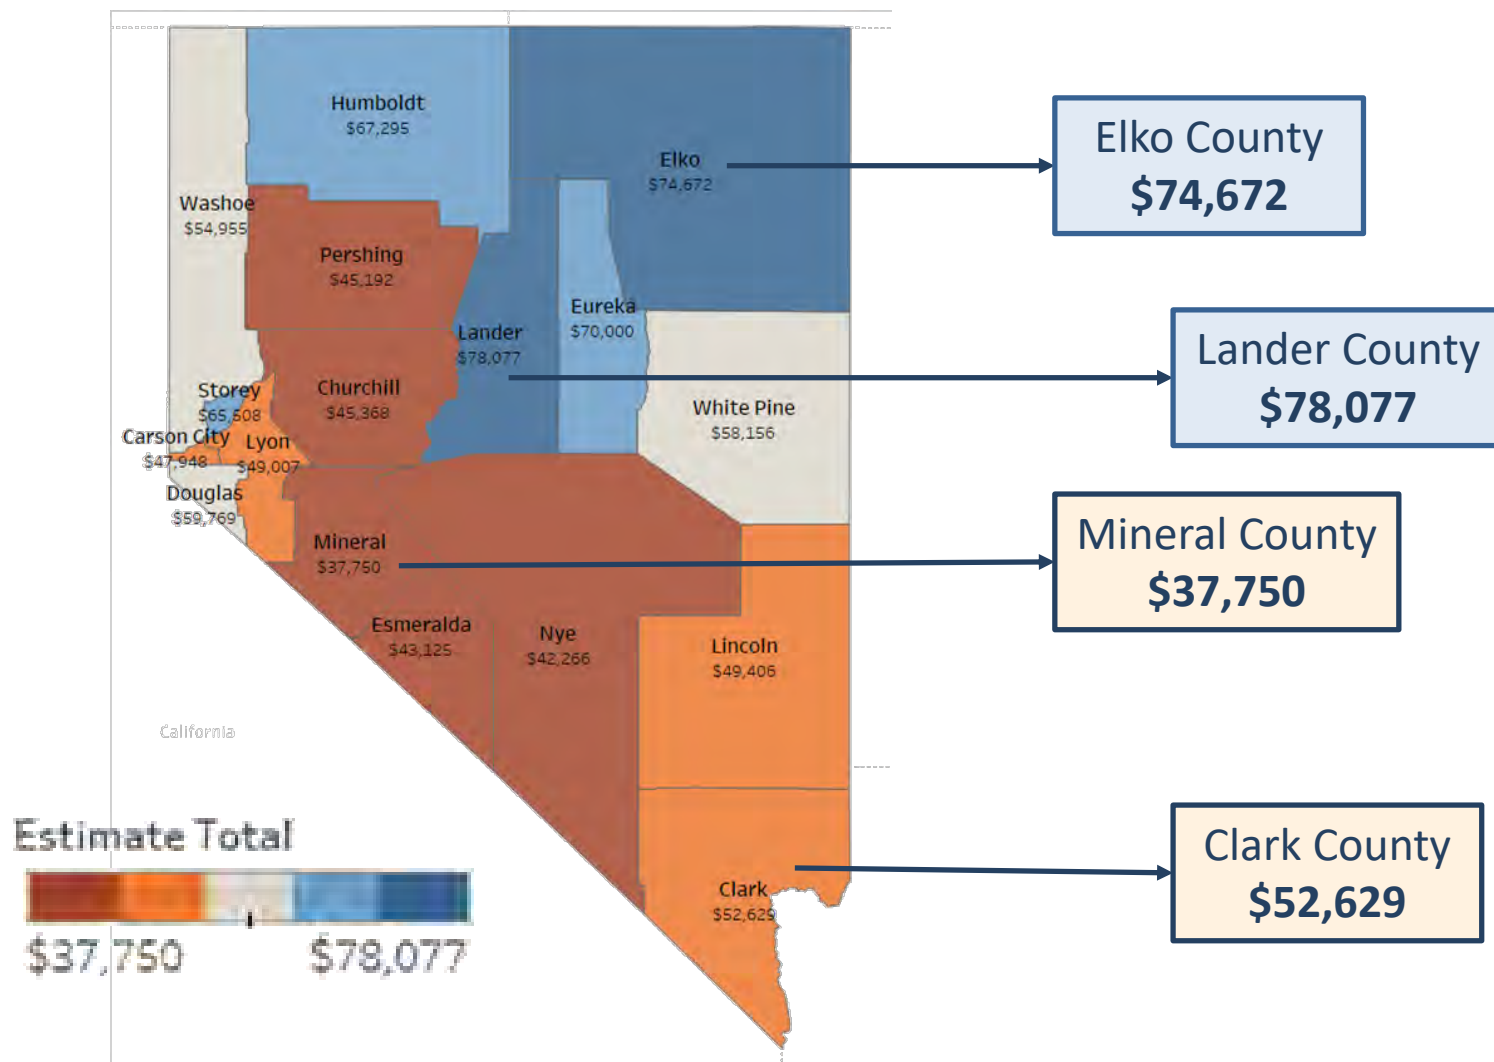 Humboldt
$67,295
Elko
$74,672
Washoe
$54,955
Pershing
$45,192
Eureka
$70,000
Lander
$78,077
Storey
$65,508
Churchill
$45,368
White Pine
$58,156
Carson City
$47,948
Lyon
$49,007
Douglas
$59,769
Mineral
$37,750
Esmeralda
$43,125
Nye
$42,266
Lincoln
$49,406
California
Clark
$52,629
Elko County
$74,672
Lander County
$78,077
Mineral County
$37,750
Clark County
$52,629
Estimate Total
$37,750
$78,077